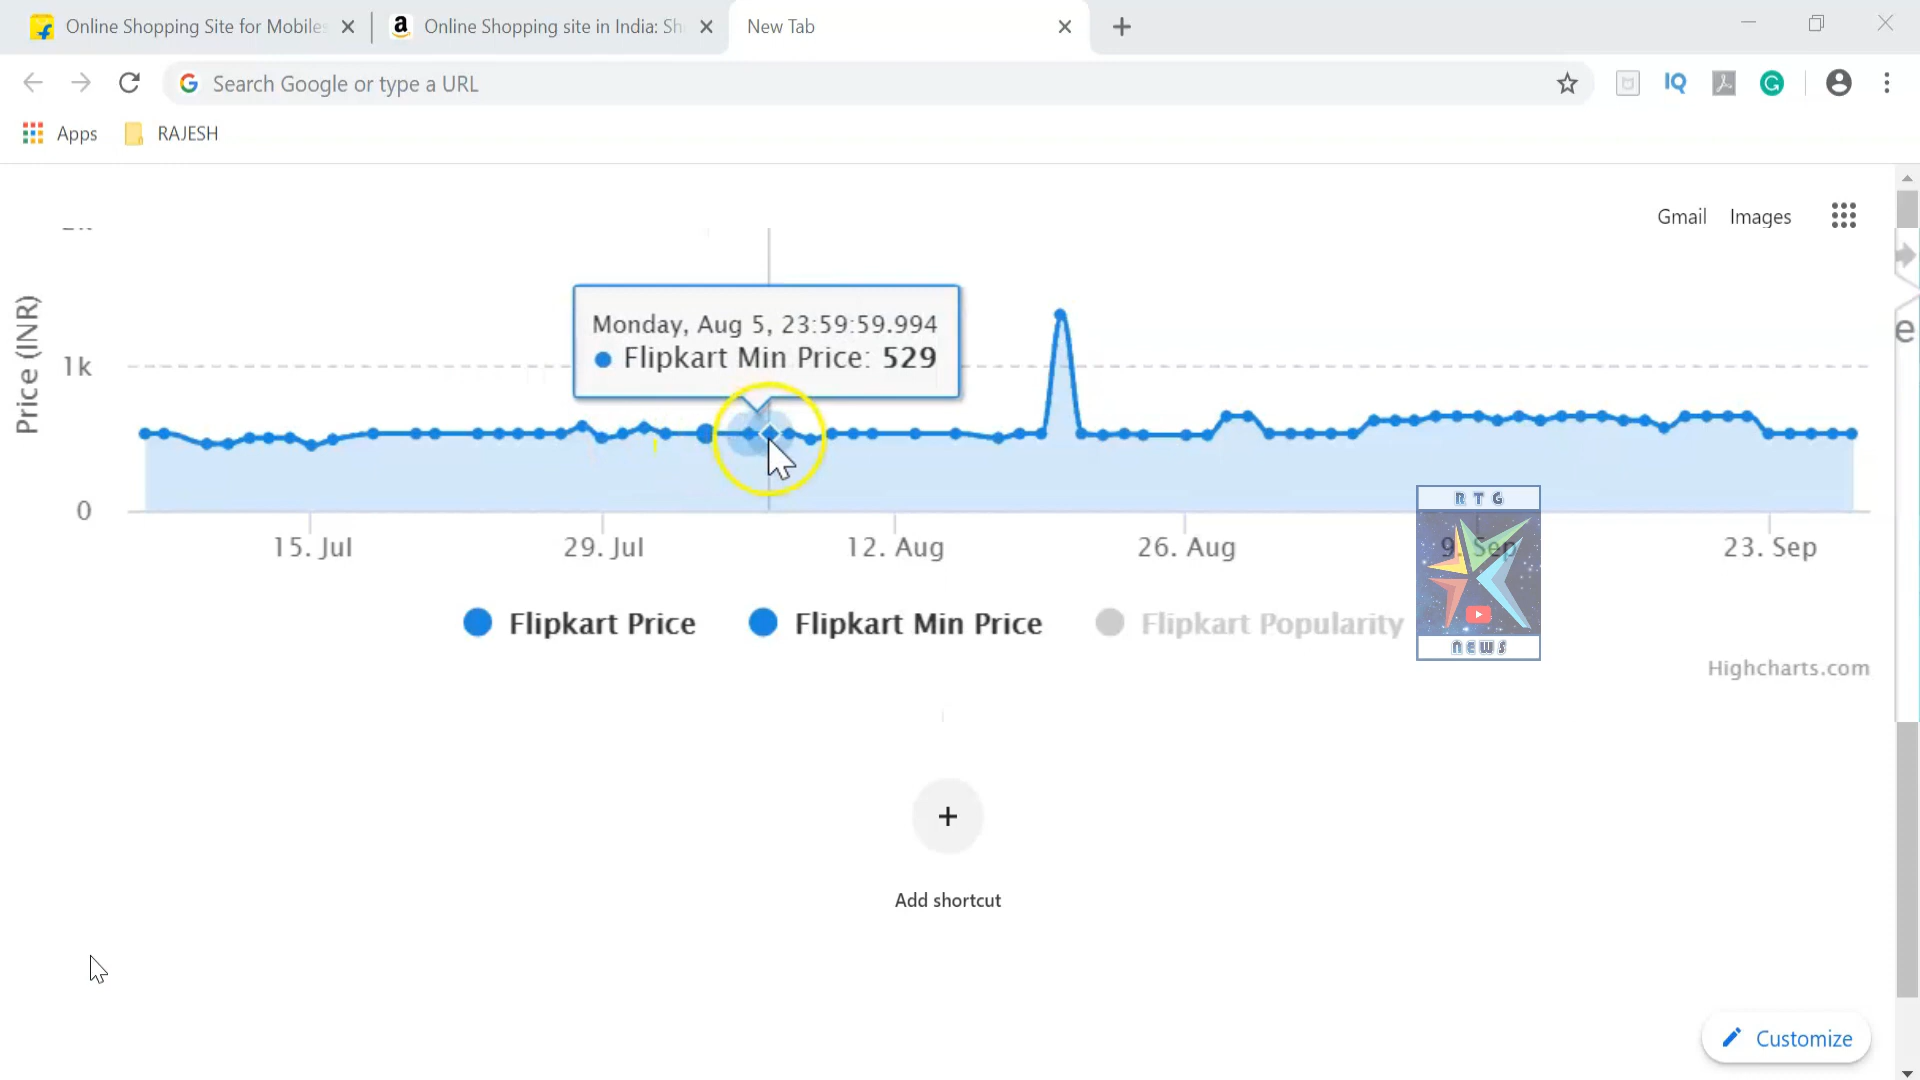 Online Shopping Site for Mobiles
Online Shopping site in India: Sh
New Tab
Search Google or type a URL
IQ
Apps
RAJESH
Gmail
Images
Price (INR)
1k
0
Monday, Aug 5, 23:59:59.994
Flipkart Min Price: 529
15. Jul
29. Jul
12. Aug
26. Aug
9. Sep
23. Sep
Flipkart Price
Flipkart Min Price
Flipkart Popularity
RTG
news
Highcharts.com
Add shortcut
Customize